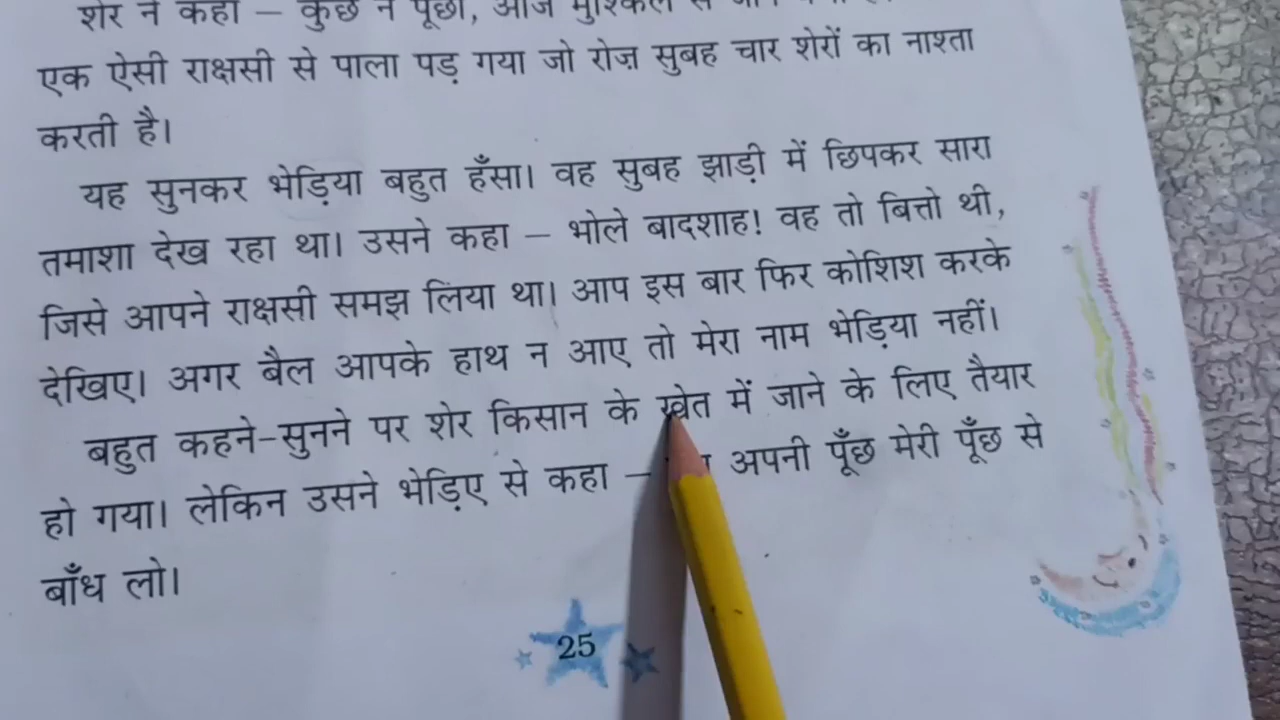 शेर ने कहा – कुछ न पूछो, आज मुश्किल से जान
एक ऐसी राक्षसी से पाला पड़ गया जो रोज़ सुबह चार शेरों का नाश्ता
करती है।
यह सुनकर भेड़िया बहुत हँसा। वह सुबह झाड़ी में छिपकर सारा
तमाशा देख रहा था। उसने कहा – भोले बादशाह! वह तो बित्तो थी,
जिसे आपने राक्षसी समझ लिया था। आप इस बार फिर कोशिश करके
देखिए। अगर बैल आपके हाथ न आए तो मेरा नाम भेड़िया नहीं।
बहुत कहने-सुनने पर शेर किसान के खेत में जाने के लिए तैयार
हो गया। लेकिन उसने भेड़िए से कहा – अपनी पूँछ मेरी पूँछ से
बाँध लो।
25